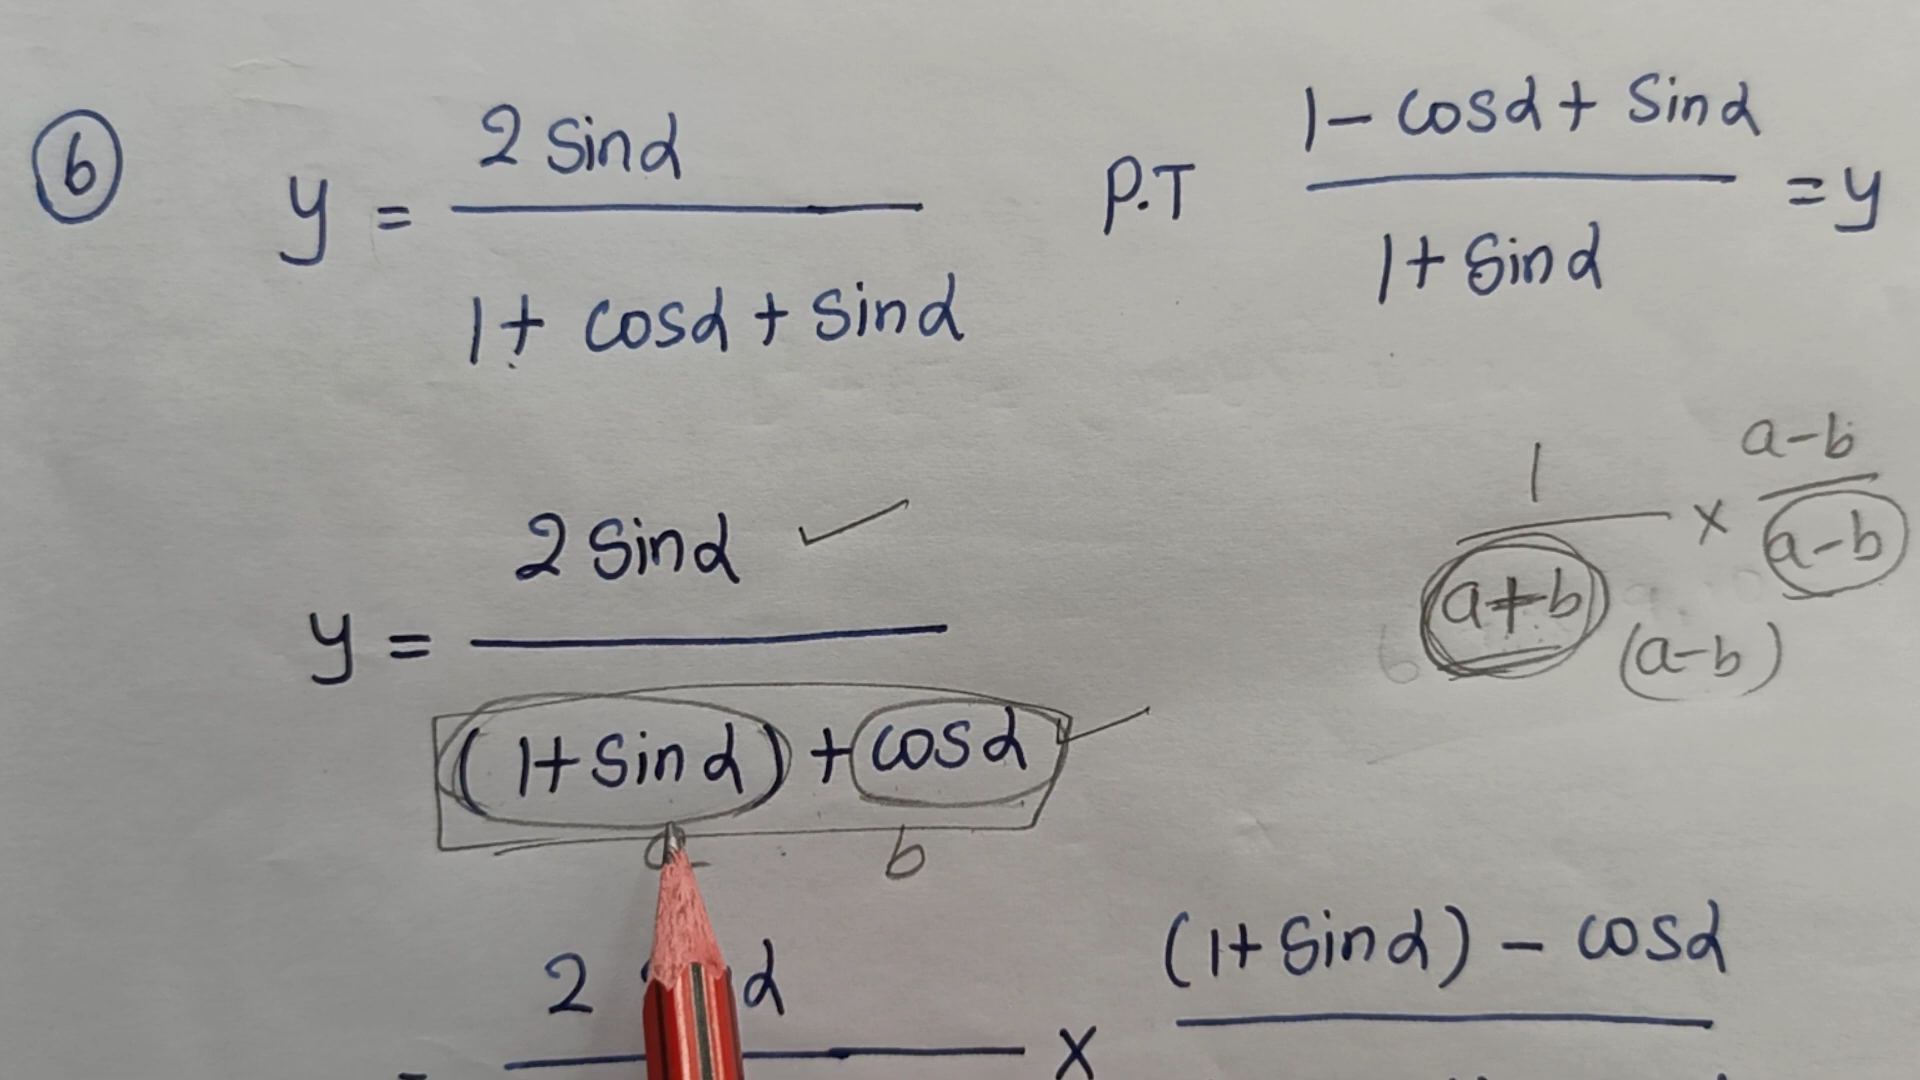 6
y = 2 sinα / 1 + cosα + sinα P.T 1 - cosα + sinα / 1 + sinα = y
1 / a+b × a-b / a-b
(a-b)
y = 2 sinα / (1 + sinα) + cosα
a b
2 α × (1 + sinα) - cosα